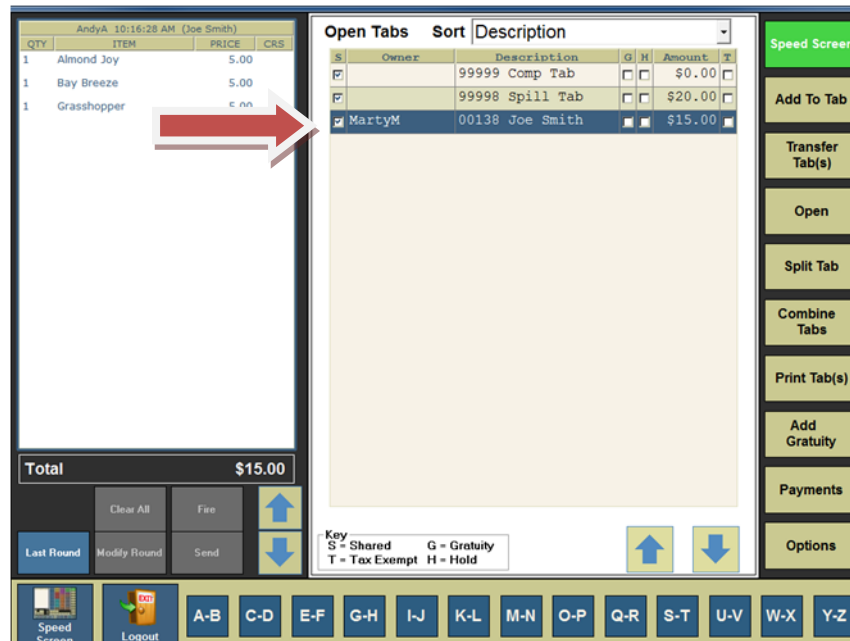 AndyA 10:16:28 AM (Joe Smith)
QTY ITEM PRICE CRS
1 Almond Joy 5.00
1 Bay Breeze 5.00
1 Grasshopper 5.00
Total $15.00
Clear All Fire
Last Round Modify Round Send
Open Tabs Sort Description
S Owner Description G H Amount T
99999 Comp Tab $0.00
99998 Spill Tab $20.00
MartyM 00138 Joe Smith $15.00
Key
S = Shared G = Gratuity
T = Tax Exempt H = Hold
Speed Screen
Add To Tab
Transfer
Tab(s)
Open
Split Tab
Combine
Tabs
Print Tab(s)
Add
Gratuity
Payments
Options
Speed
Screen
EXIT
Logout
A-B C-D E-F G-H I-J K-L M-N O-P Q-R S-T U-V W-X Y-Z